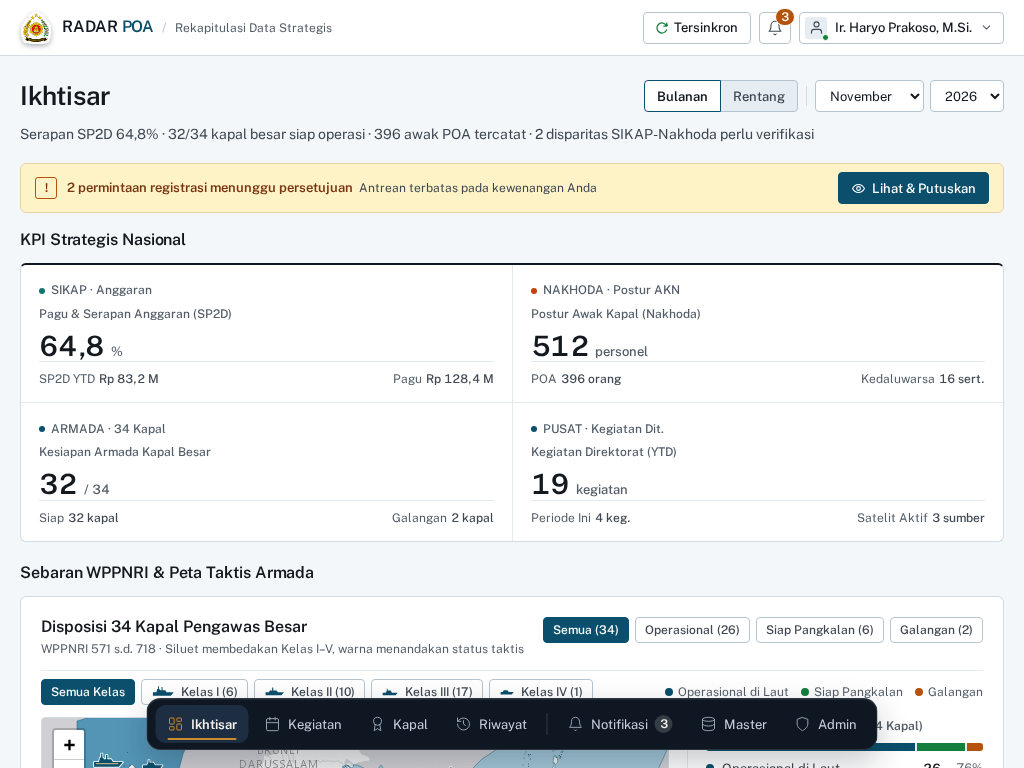 RADAR POA / Rekapitulasi Data Strategis
Tersinkron
3
Ir. Haryo Prakoso, M.Si.
Ikhtisar
Bulanan Rentang November 2026
Serapan SP2D 64,8% · 32/34 kapal besar siap operasi · 396 awak POA tercatat · 2 disparitas SIKAP-Nakhoda perlu verifikasi
! 2 permintaan registrasi menunggu persetujuan Antrean terbatas pada kewenangan Anda
Lihat & Putuskan
KPI Strategis Nasional
SIKAP · Anggaran
Pagu & Serapan Anggaran (SP2D)
64,8 %
SP2D YTD Rp 83,2 M Pagu Rp 128,4 M
NAKHODA · Postur AKN
Postur Awak Kapal (Nakhoda)
512 personel
POA 396 orang Kedaluwarsa 16 sert.
ARMADA · 34 Kapal
Kesiapan Armada Kapal Besar
32 / 34
Siap 32 kapal Galangan 2 kapal
PUSAT · Kegiatan Dit.
Kegiatan Direktorat (YTD)
19 kegiatan
Periode Ini 4 keg. Satelit Aktif 3 sumber
Sebaran WPPNRI & Peta Taktis Armada
Disposisi 34 Kapal Pengawas Besar
WPPNRI 571 s.d. 718 · Siluet membedakan Kelas I–V, warna menandakan status taktis
Semua (34) Operasional (26) Siap Pangkalan (6) Galangan (2)
Semua Kelas Kelas I (6) Kelas II (10) Kelas III (17) Kelas IV (1)
Operasional di Laut Siap Pangkalan Galangan
4 Kapal)
+
BRUNEI
DARUSSALAM
Ikhtisar Kegiatan Kapal Riwayat Notifikasi 3 Master Admin
Operasional di Laut 26 76%